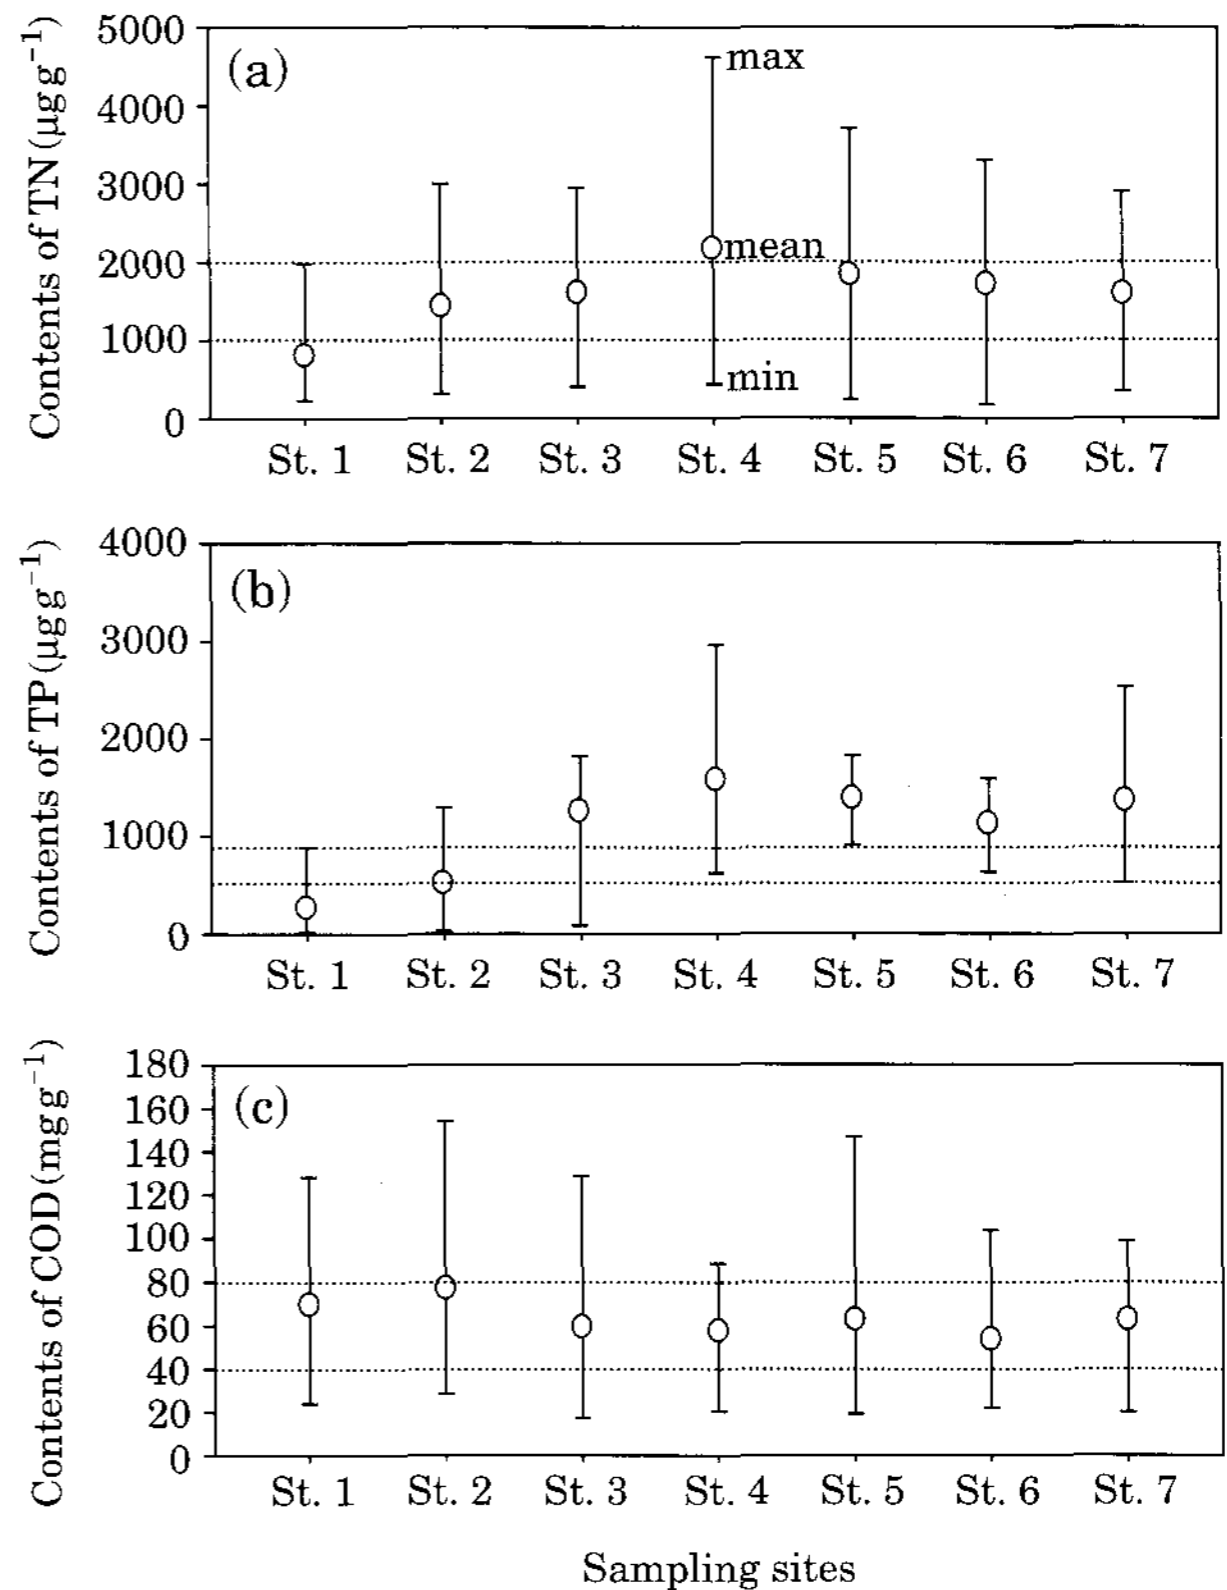 Contents of TN (μg g⁻¹)
5000
4000
3000
2000
1000
0
(a)
max
mean
min
St. 1 St. 2 St. 3 St. 4 St. 5 St. 6 St. 7
Contents of TP (μg g⁻¹)
4000
3000
2000
1000
0
(b)
St. 1 St. 2 St. 3 St. 4 St. 5 St. 6 St. 7
Contents of COD (mg g⁻¹)
180
160
140
120
100
80
60
40
20
0
(c)
St. 1 St. 2 St. 3 St. 4 St. 5 St. 6 St. 7
Sampling sites